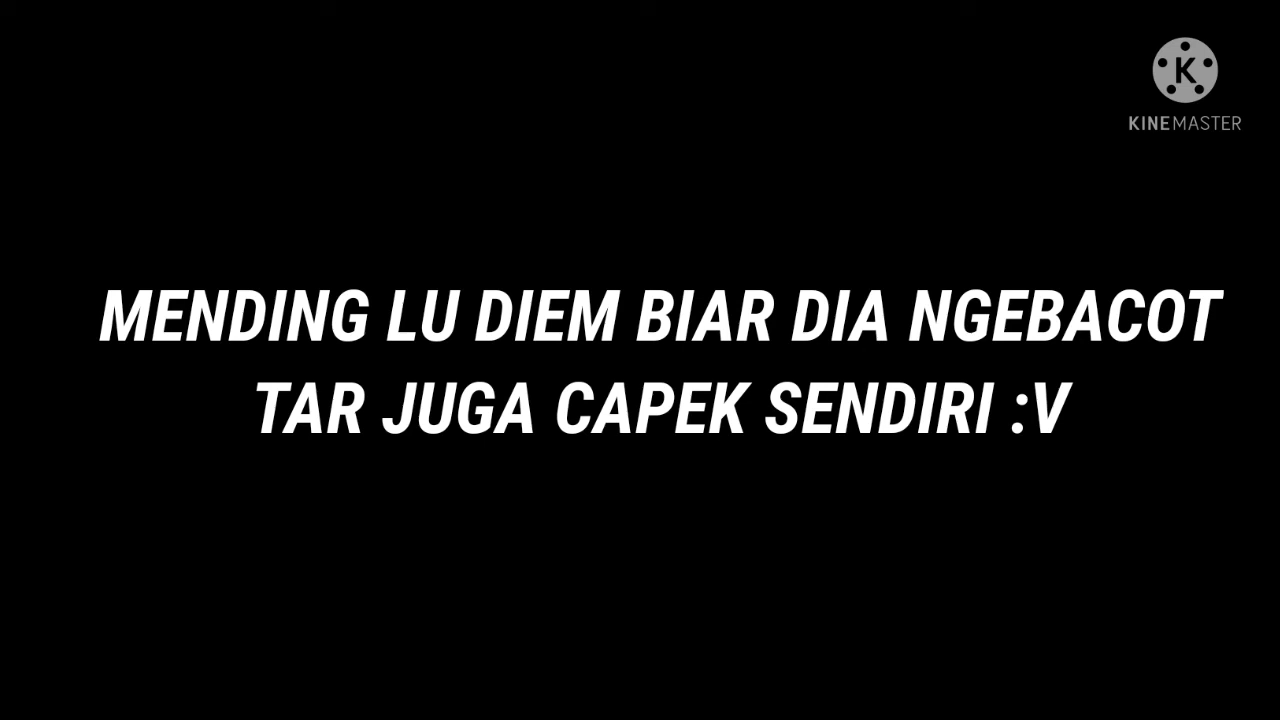 K
KINEMASTER
MENDING LU DIEM BIAR DIA NGEBACOT
TAR JUGA CAPEK SENDIRI :V